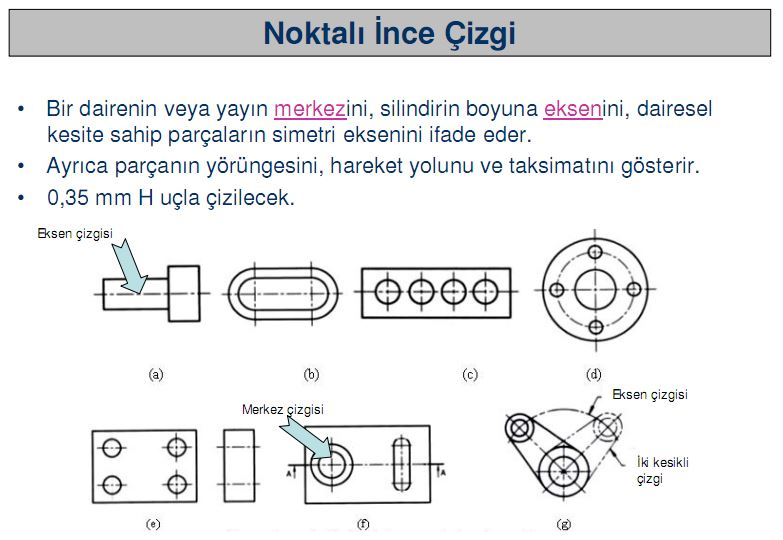 Noktalı İnce Çizgi
• Bir dairenin veya yayın merkezini, silindirin boyuna eksenini, dairesel
kesite sahip parçaların simetri eksenini ifade eder.
• Ayrıca parçanın yörüngesini, hareket yolunu ve taksimatını gösterir.
• 0,35 mm H uçla çizilecek.
Eksen çizgisi
(a) (b) (c) (d)
Eksen çizgisi
Merkez çizgisi
İki kesikli
çizgi
A A
(e) (f) (g)